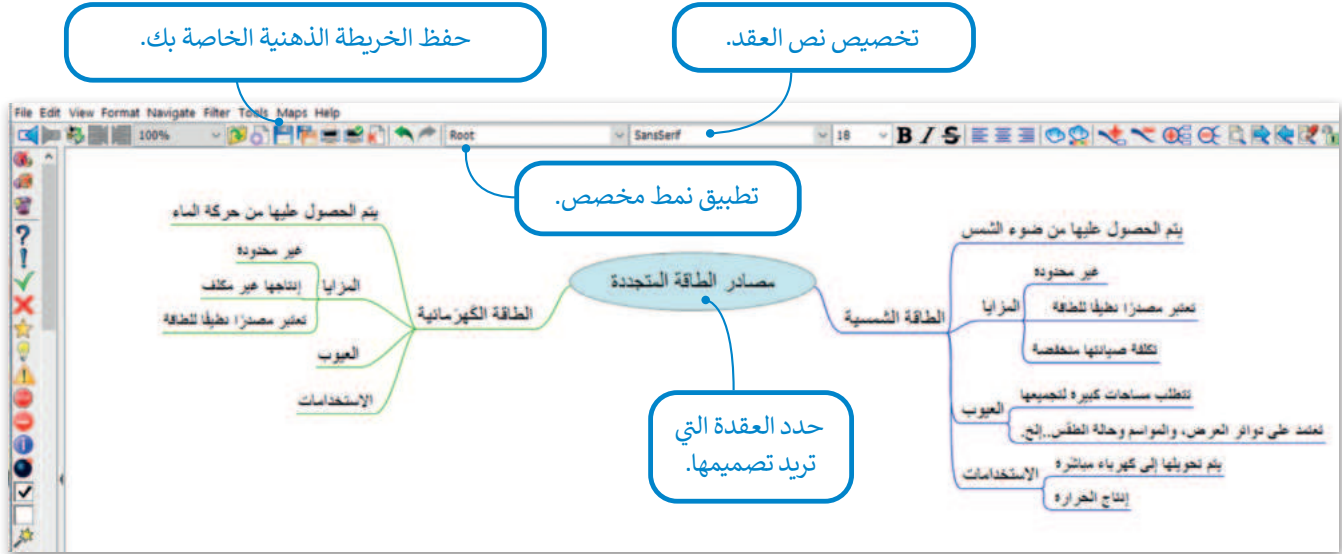 حفظ الخريطة الذهنية الخاصة بك.
تخصيص نص العقد.
File Edit View Format Navigate Filter Tools Maps Help
100%
Root
SansSerif
18
B I S
تطبيق نمط مخصص.
مصادر الطاقة المتجددة
الطاقة الشمسية
يتم الحصول عليها من ضوء الشمس
المزايا
غير محدودة
تعتبر مصدرًا نظيفًا للطاقة
تكلفة صيانتها منخفضة
العيوب
تتطلب مساحات كبيرة لتجميعها
تعتمد على دوائر العرض، والمواسم وحالة الطقس..إلخ.
الاستخدامات
يتم تحويلها إلى كهرباء مباشرة
إنتاج الحرارة
الطاقة الكَهرَمائية
يتم الحصول عليها من حركة الماء
المزايا
غير محدودة
إنتاجها غير مكلف
تعتبر مصدرًا نظيفًا للطاقة
العيوب
الاستخدامات
حدد العقدة التي
تريد تصميمها.